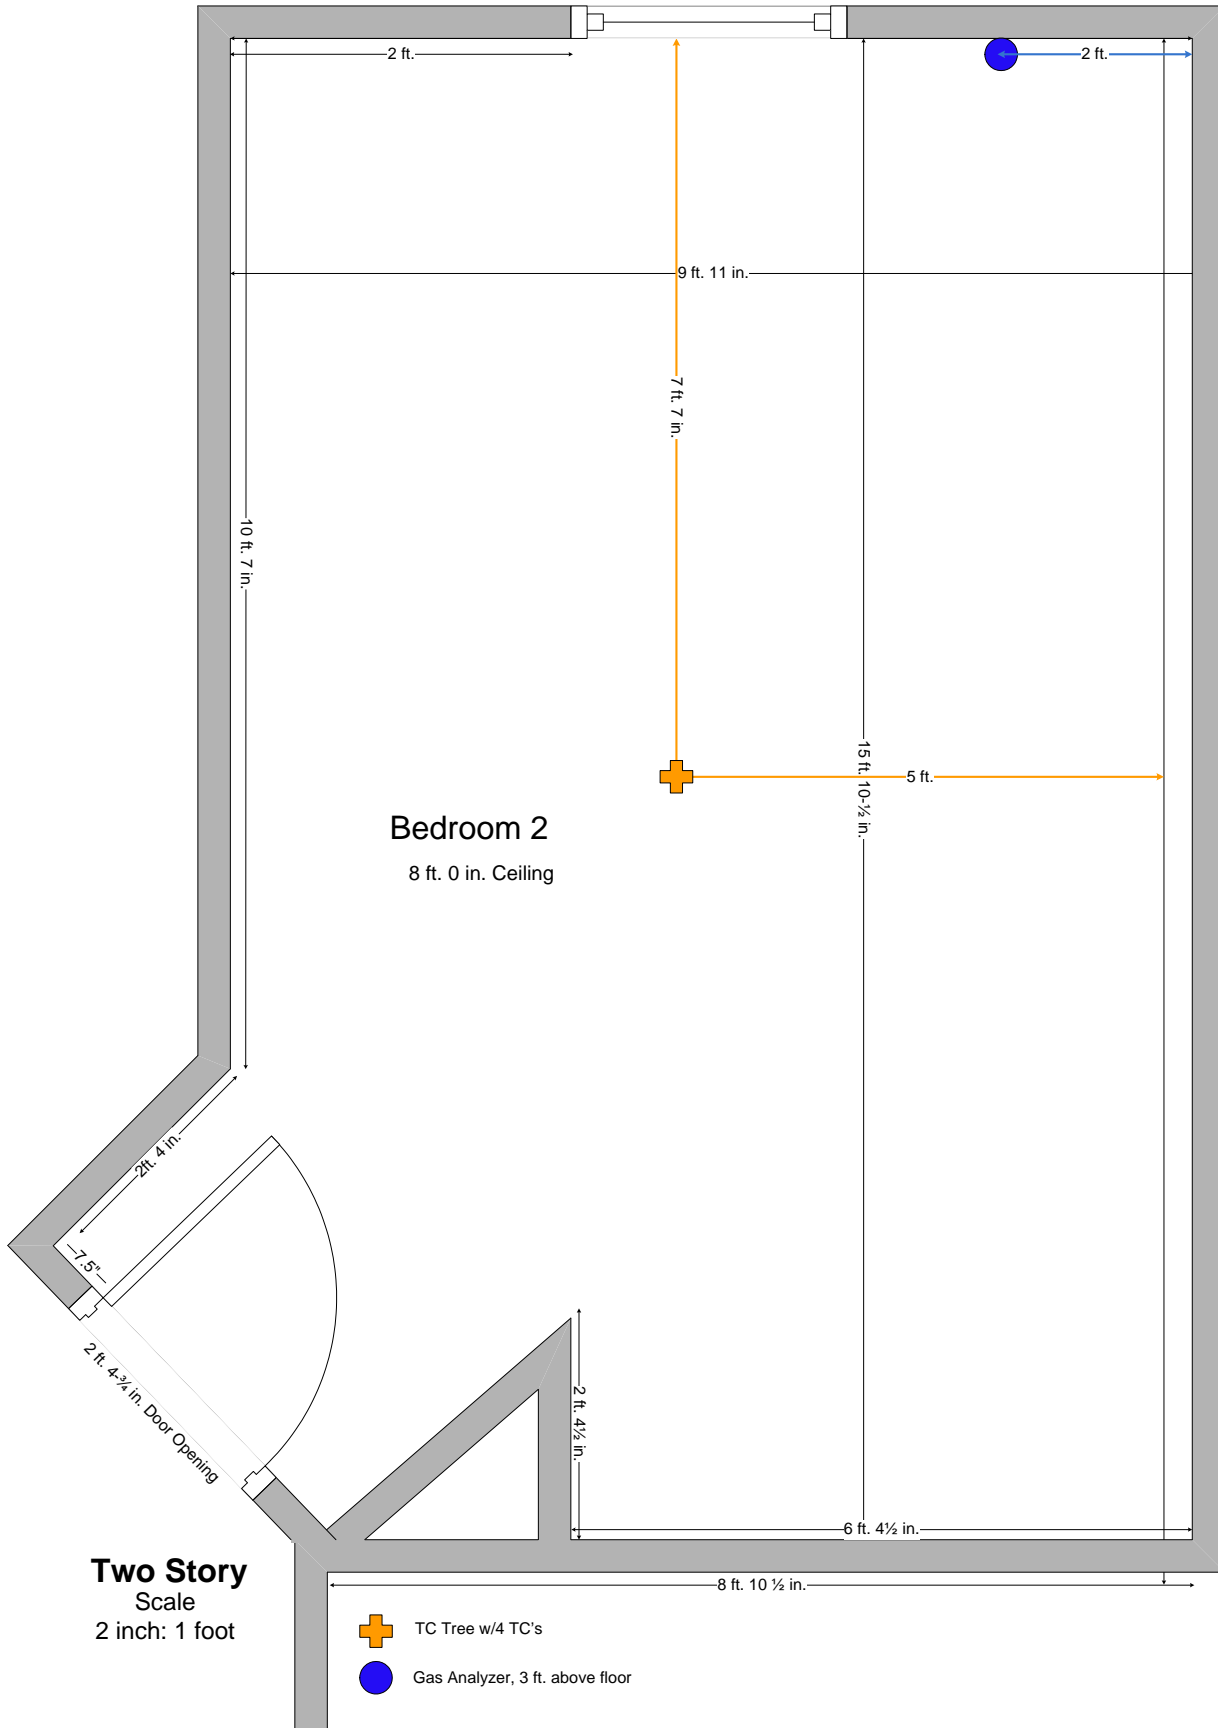 2 ft.
2 ft.
9 ft. 11 in.
7 ft. 7 in.
10 ft. 7 in.
15 ft. 10-½ in.
5 ft.
Bedroom 2
8 ft. 0 in. Ceiling
2ft. 4 in.
7.5"
2 ft. 4-¾ in. Door Opening
2 ft. 4½ in.
6 ft. 4½ in.
8 ft. 10 ½ in.
Two Story
Scale
2 inch: 1 foot
TC Tree w/4 TC's
Gas Analyzer, 3 ft. above floor